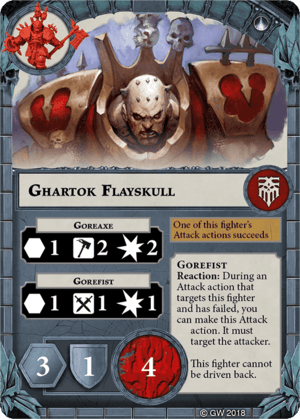 GHARTOK FLAYSKULL
GOREAXE
1 2 2
One of this fighter's
Attack actions succeeds
GOREFIST
1 1 1
GOREFIST
Reaction: During an
Attack action that
targets this fighter
and has failed, you
can make this Attack
action. It must
target the attacker.
This fighter cannot
be driven back.
3 1 4
© GW 2018